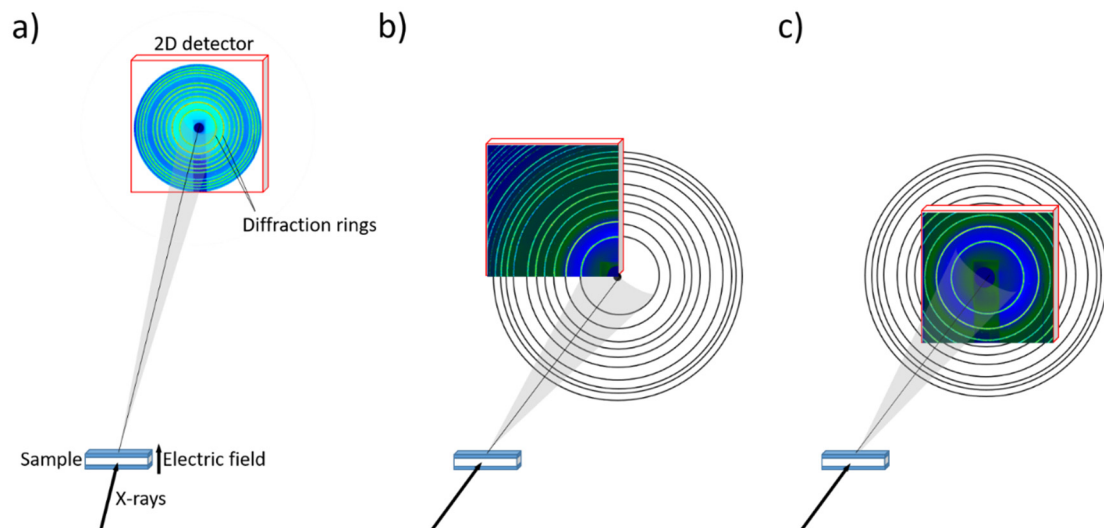 a)
2D detector
Diffraction rings
Sample
Electric field
X-rays
b)
c)